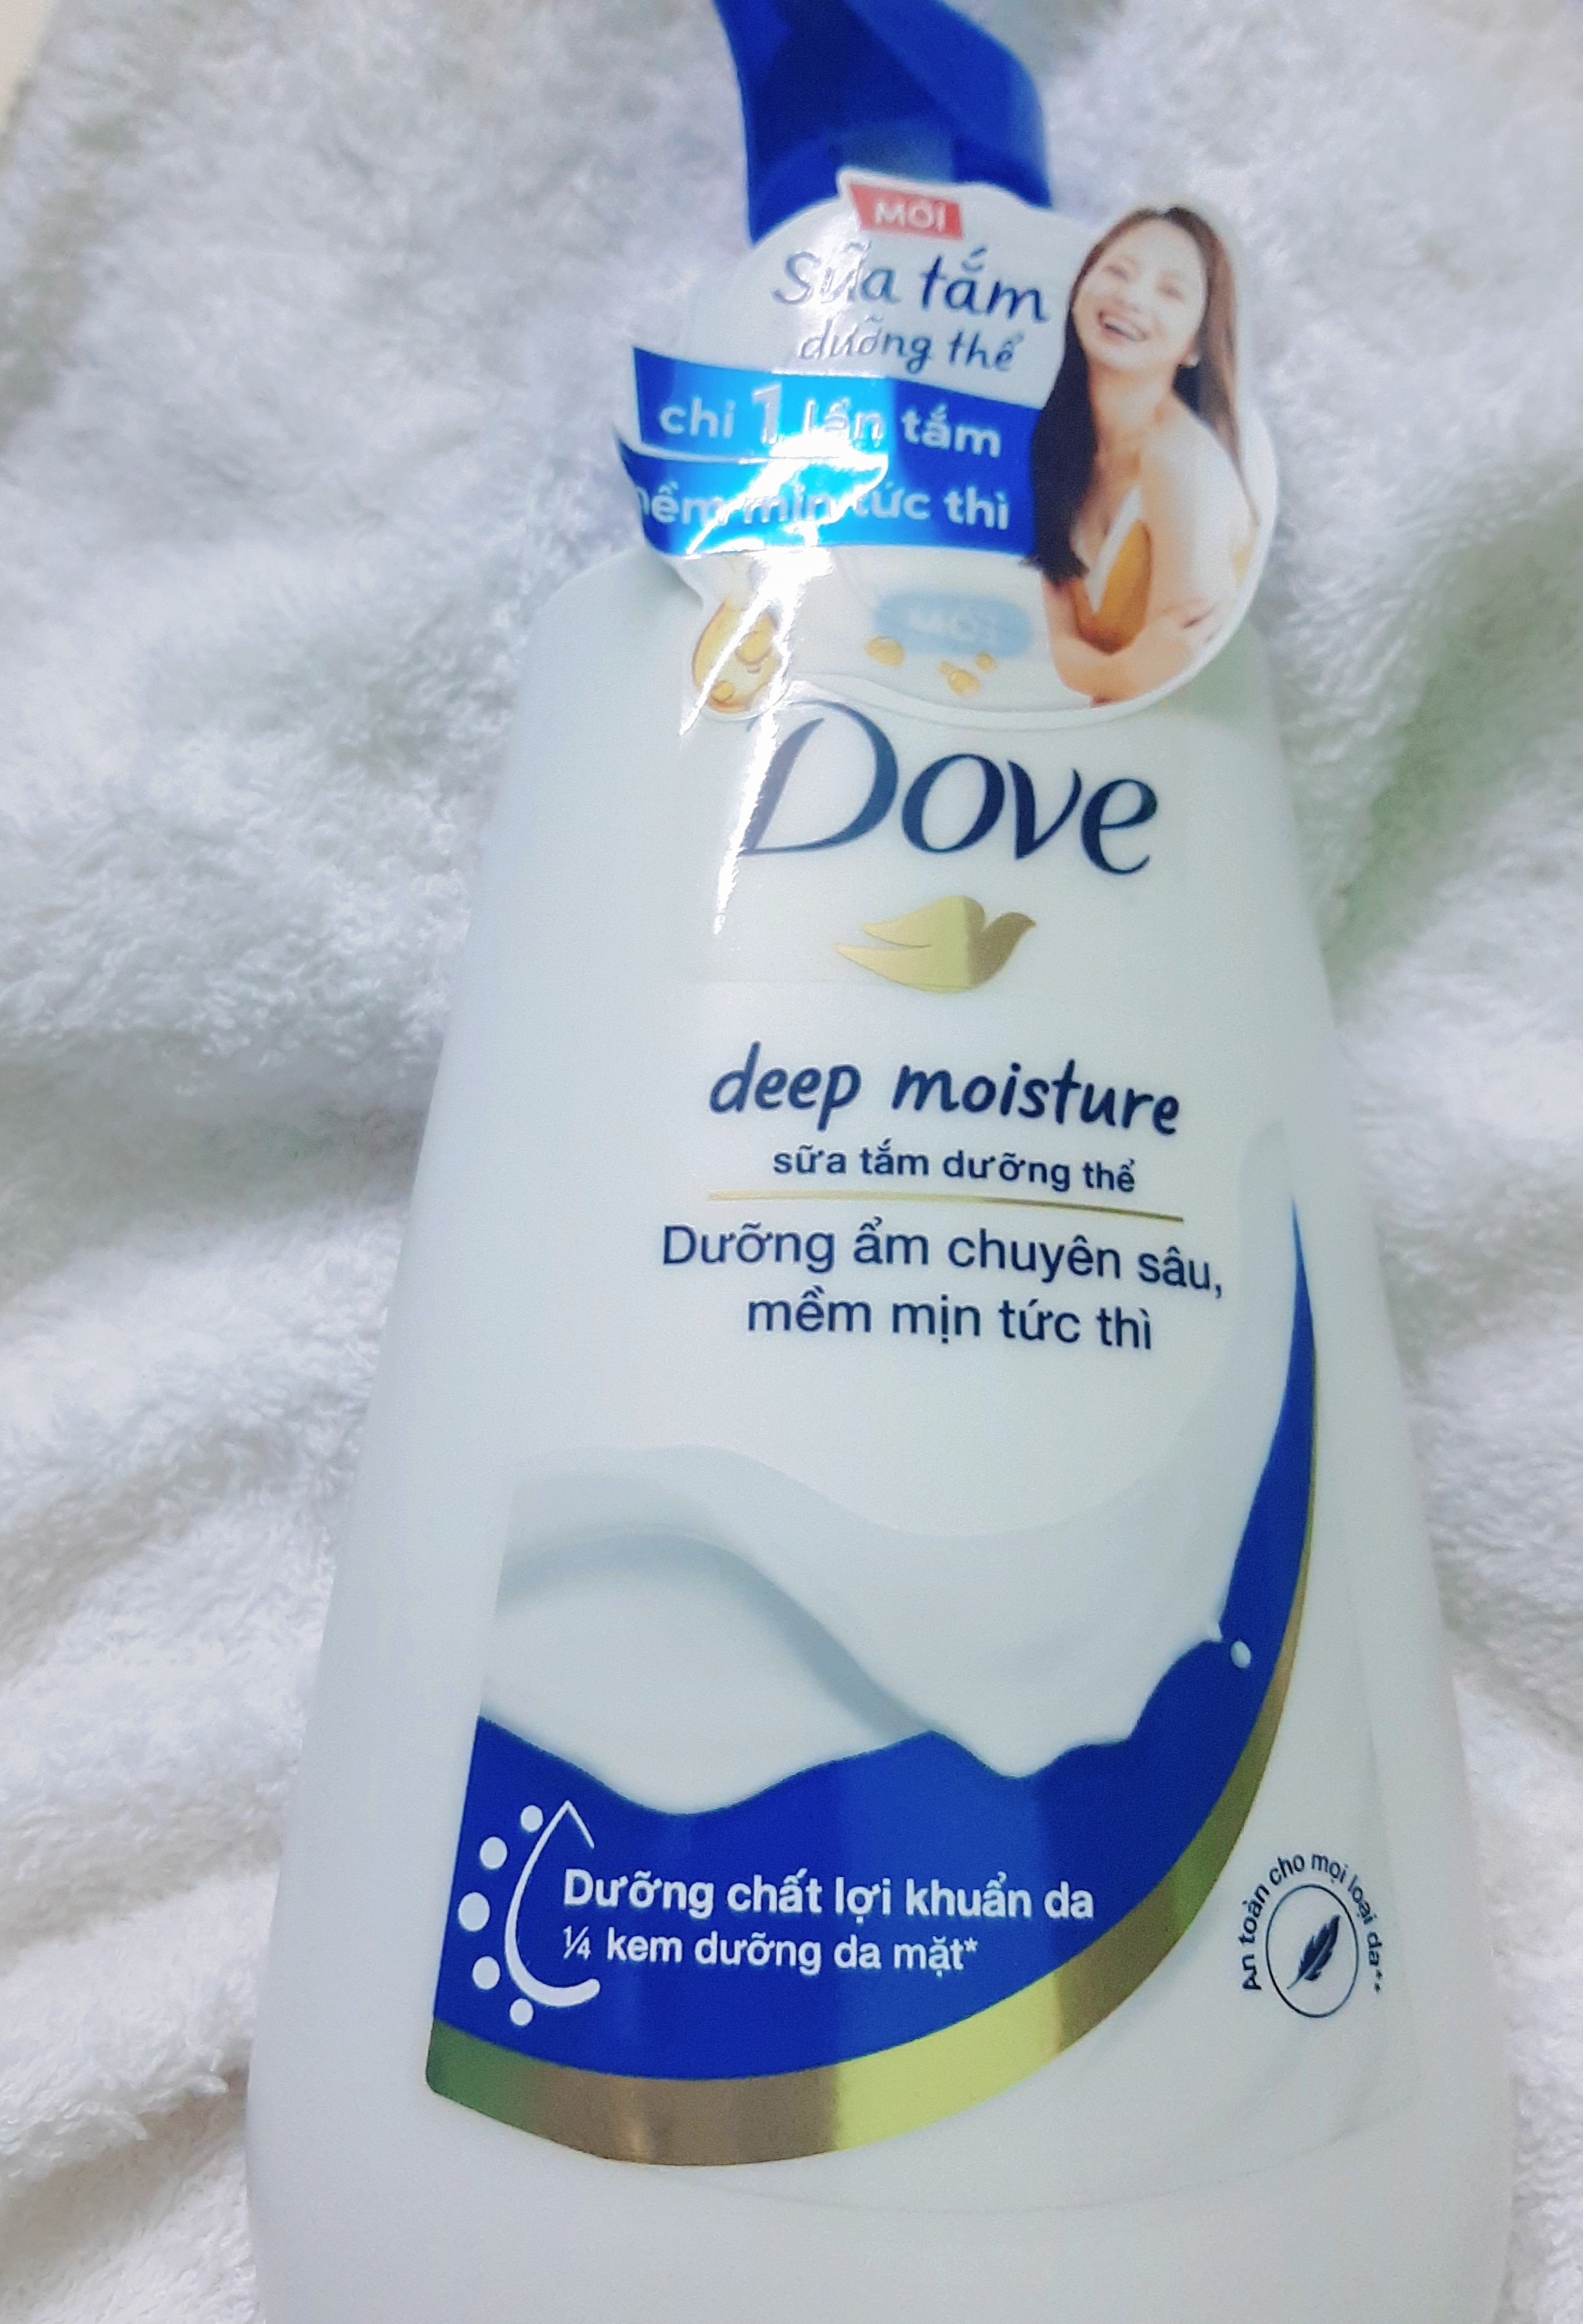 MỚI
Sữa tắm
dưỡng thể
chỉ 1 lần tắm
mềm mịn tức thì
MỚI
Dove
deep moisture
sữa tắm dưỡng thể
Dưỡng ẩm chuyên sâu,
mềm mịn tức thì
Dưỡng chất lợi khuẩn da
¼ kem dưỡng da mặt*
An toàn cho mọi loại da**